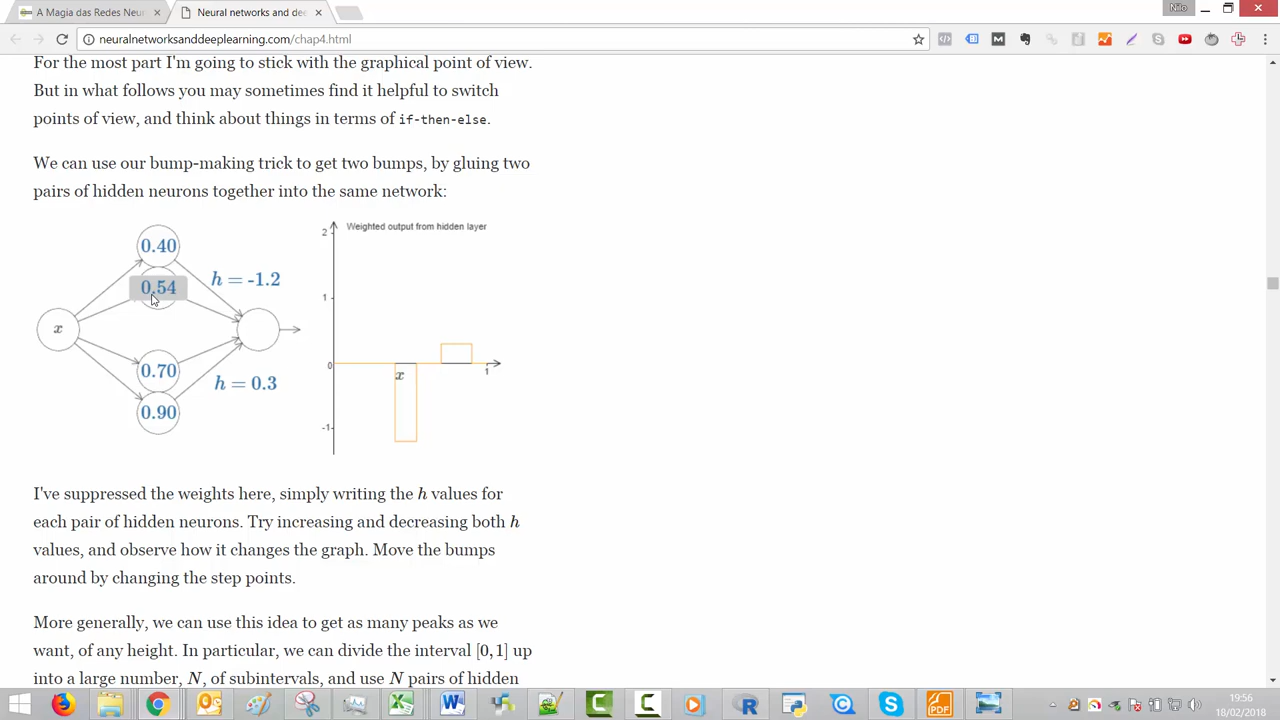 A Magia das Redes Neur
Neural networks and dee
Nilo
neuralnetworksanddeeplearning.com/chap4.html
For the most part I'm going to stick with the graphical point of view.
But in what follows you may sometimes find it helpful to switch
points of view, and think about things in terms of if-then-else.
We can use our bump-making trick to get two bumps, by gluing two
pairs of hidden neurons together into the same network:
0.40
0.54
h = -1.2
x
0.70
h = 0.3
0.90
Weighted output from hidden layer
2
1
0
x
1
-1
I've suppressed the weights here, simply writing the h values for
each pair of hidden neurons. Try increasing and decreasing both h
values, and observe how it changes the graph. Move the bumps
around by changing the step points.
More generally, we can use this idea to get as many peaks as we
want, of any height. In particular, we can divide the interval [0, 1] up
into a large number, N, of subintervals, and use N pairs of hidden
PDF
19:56
18/02/2018